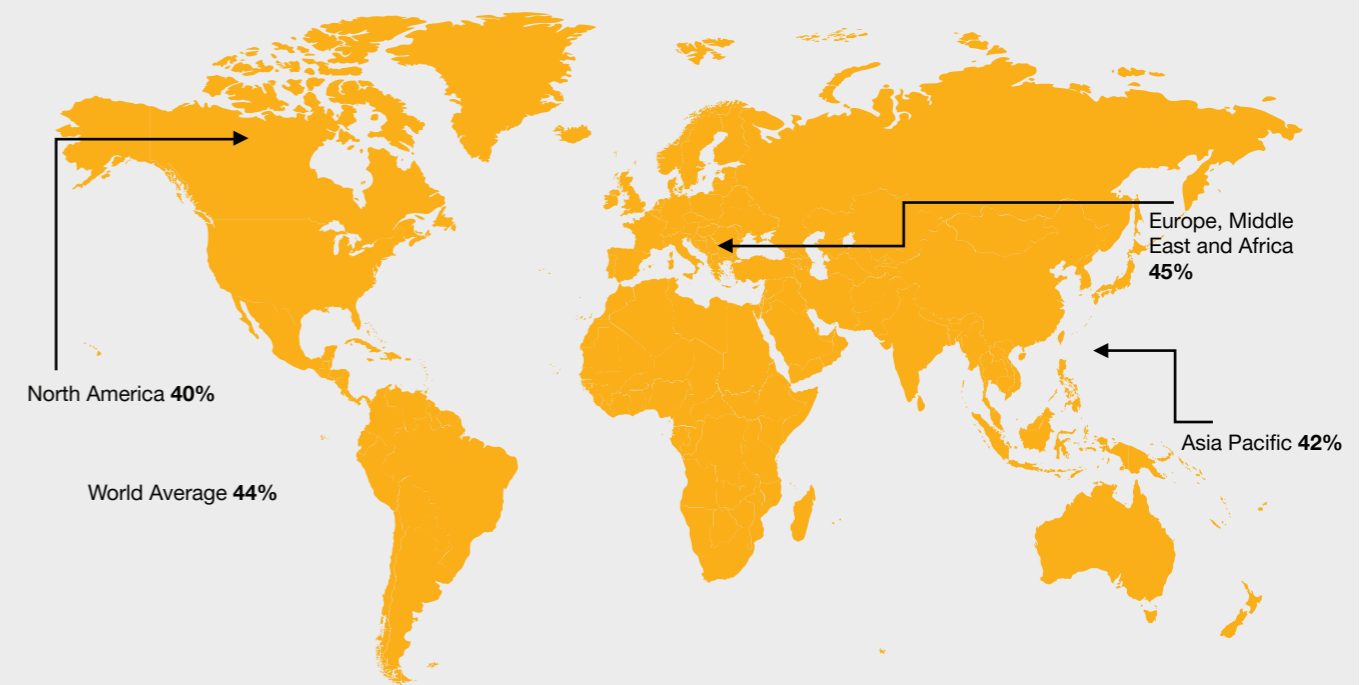 Europe, Middle
East and Africa
45%
North America 40%
Asia Pacific 42%
World Average 44%